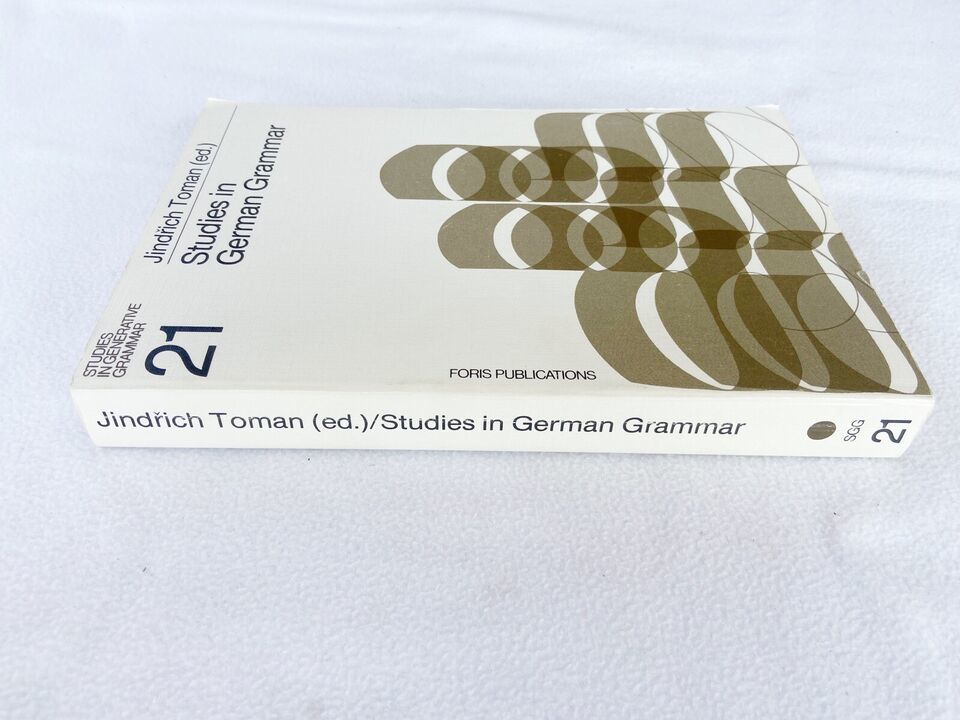 Jindřich Toman (ed.)
Studies in
German Grammar
STUDIES
IN GENERATIVE
GRAMMAR
21
FORIS PUBLICATIONS
Jindřich Toman (ed.)/Studies in German Grammar
SGG
21